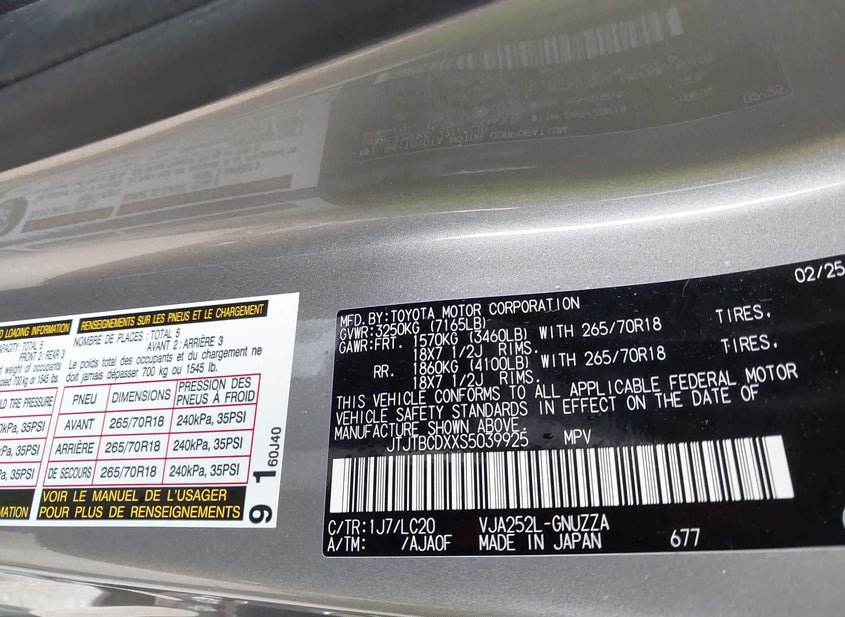 D LOADING INFORMATION
CAPACITY: TOTAL 5
FRONT 2: REAR 3
weight of occupants
exceed 700 kg or 1545 lbs.
TIRE PRESSURE
240kPa, 35PSI
240kPa, 35PSI
240kPa, 35PSI
INFORMATION
RENSEIGNEMENTS SUR LES PNEUS ET LE CHARGEMENT
NOMBRE DE PLACES : TOTAL 5
AVANT 2 : ARRIÈRE 3
Le poids total des occupants et du chargement ne
doit jamais dépasser 700 kg ou 1545 lb.
PNEU DIMENSIONS PRESSION DES PNEUS À FROID
AVANT 265/70R18 240kPa, 35PSI
ARRIÈRE 265/70R18 240kPa, 35PSI
DE SECOURS 265/70R18 240kPa, 35PSI
VOIR LE MANUEL DE L'USAGER
POUR PLUS DE RENSEIGNEMENTS
9 1 60J40
02/25
MFD.BY:TOYOTA MOTOR CORPORATION
GVWR:3250KG (7165LB)
GAWR:FRT. 1570KG (3460LB) WITH 265/70R18 TIRES.
18X7 1/2J RIMS.
RR. 1860KG (4100LB) WITH 265/70R18 TIRES.
18X7 1/2J RIMS.
THIS VEHICLE CONFORMS TO ALL APPLICABLE FEDERAL MOTOR
VEHICLE SAFETY STANDARDS IN EFFECT ON THE DATE OF
MANUFACTURE SHOWN ABOVE.
JTJTBCDXXS5039925 MPV
C/TR:1J7/LC20 VJA252L-GNUZZA
A/TM: /AJA0F MADE IN JAPAN 677